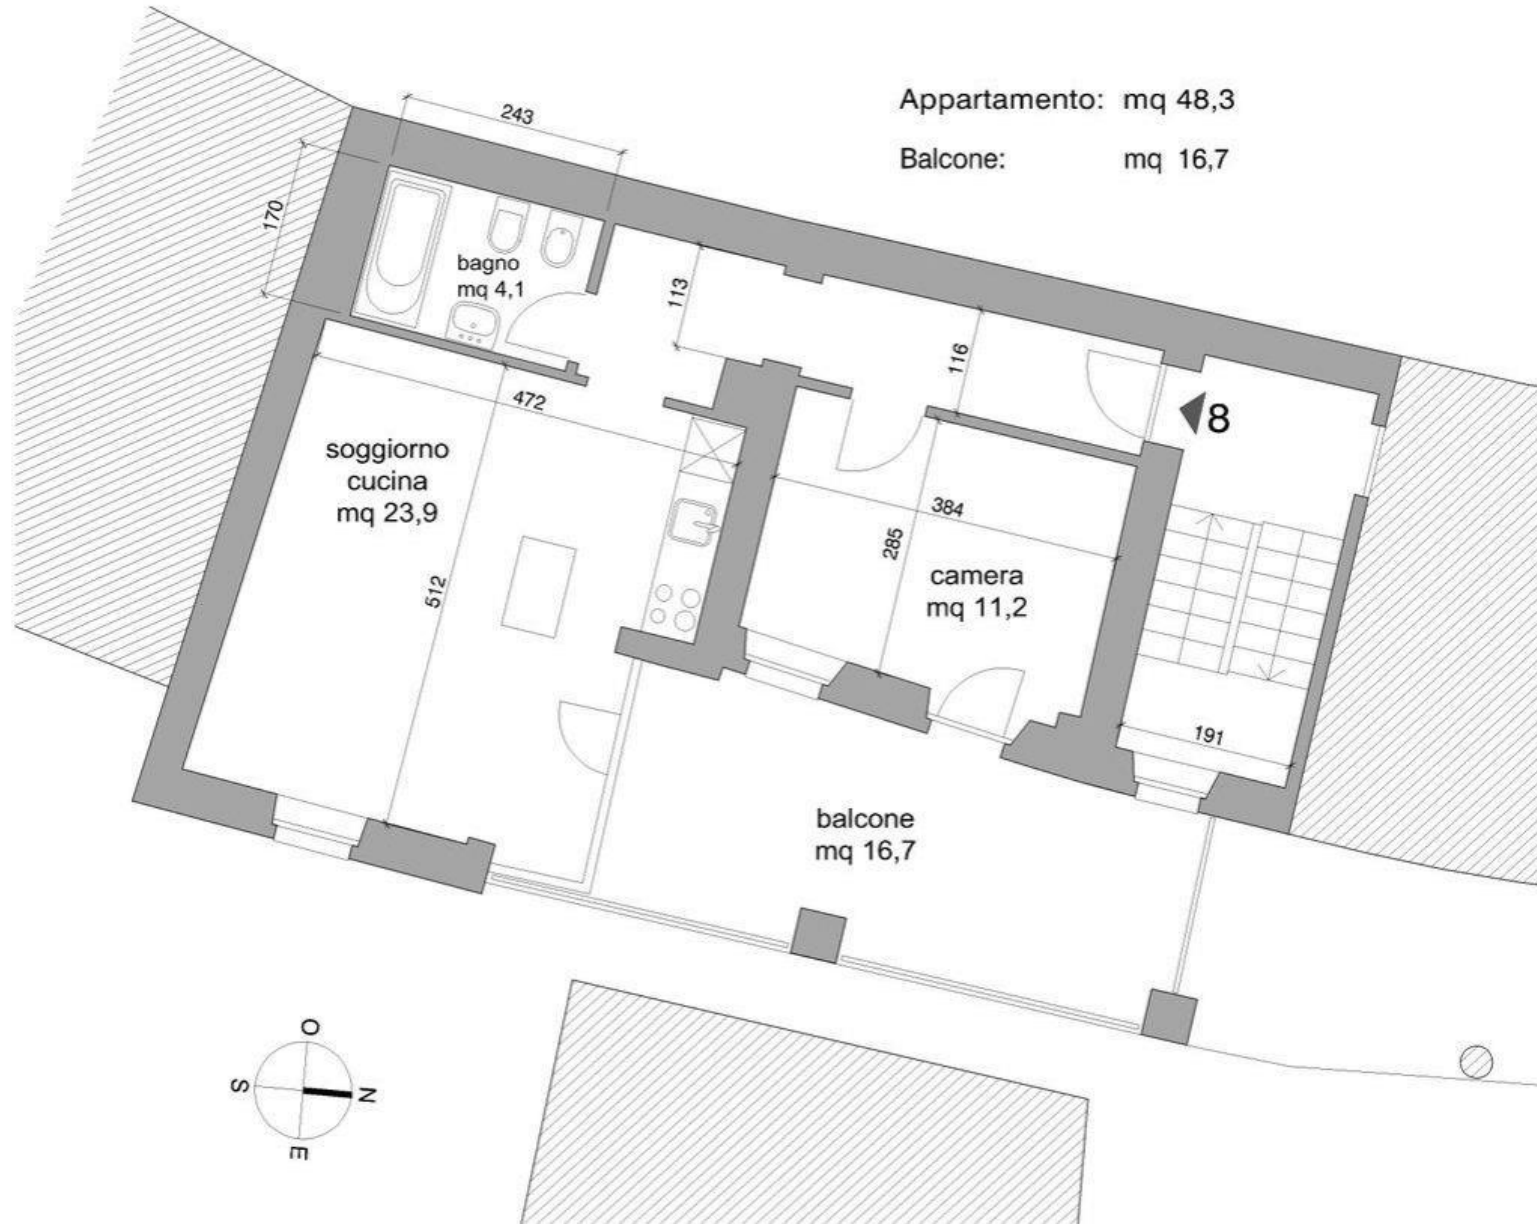 Appartamento: mq 48,3
Balcone: mq 16,7
243
170
bagno
mq 4,1
113
116
8
472
soggiorno
cucina
mq 23,9
384
285
512
camera
mq 11,2
191
balcone
mq 16,7
O
S
N
E